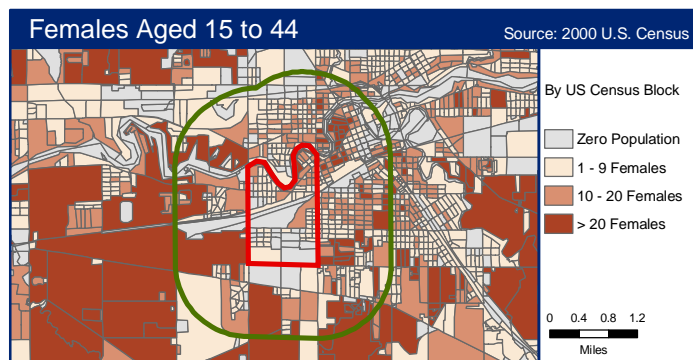 Females Aged 15 to 44
Source: 2000 U.S. Census
By US Census Block
Zero Population
1 - 9 Females
10 - 20 Females
> 20 Females
0 0.4 0.8 1.2
Miles